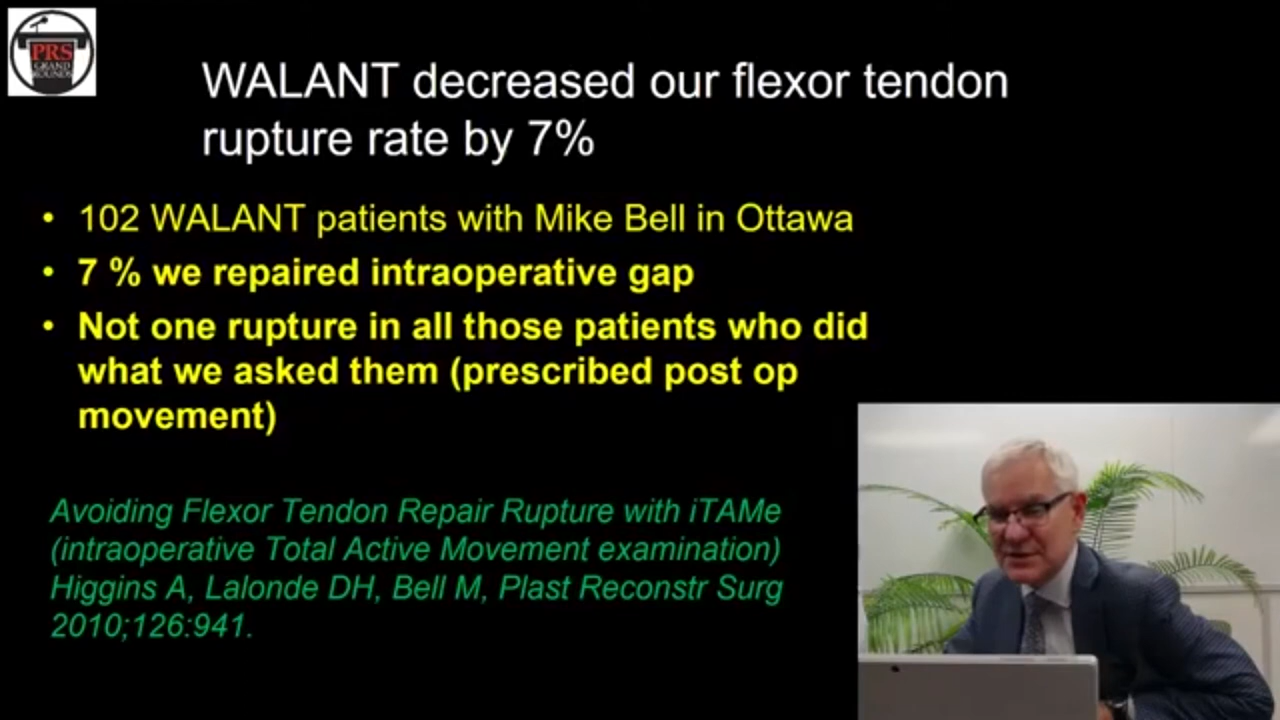 PRS
GRAND
ROUNDS
WALANT decreased our flexor tendon
rupture rate by 7%
• 102 WALANT patients with Mike Bell in Ottawa
• 7 % we repaired intraoperative gap
• Not one rupture in all those patients who did
what we asked them (prescribed post op
movement)
Avoiding Flexor Tendon Repair Rupture with iTAMe
(intraoperative Total Active Movement examination)
Higgins A, Lalonde DH, Bell M, Plast Reconstr Surg
2010;126:941.